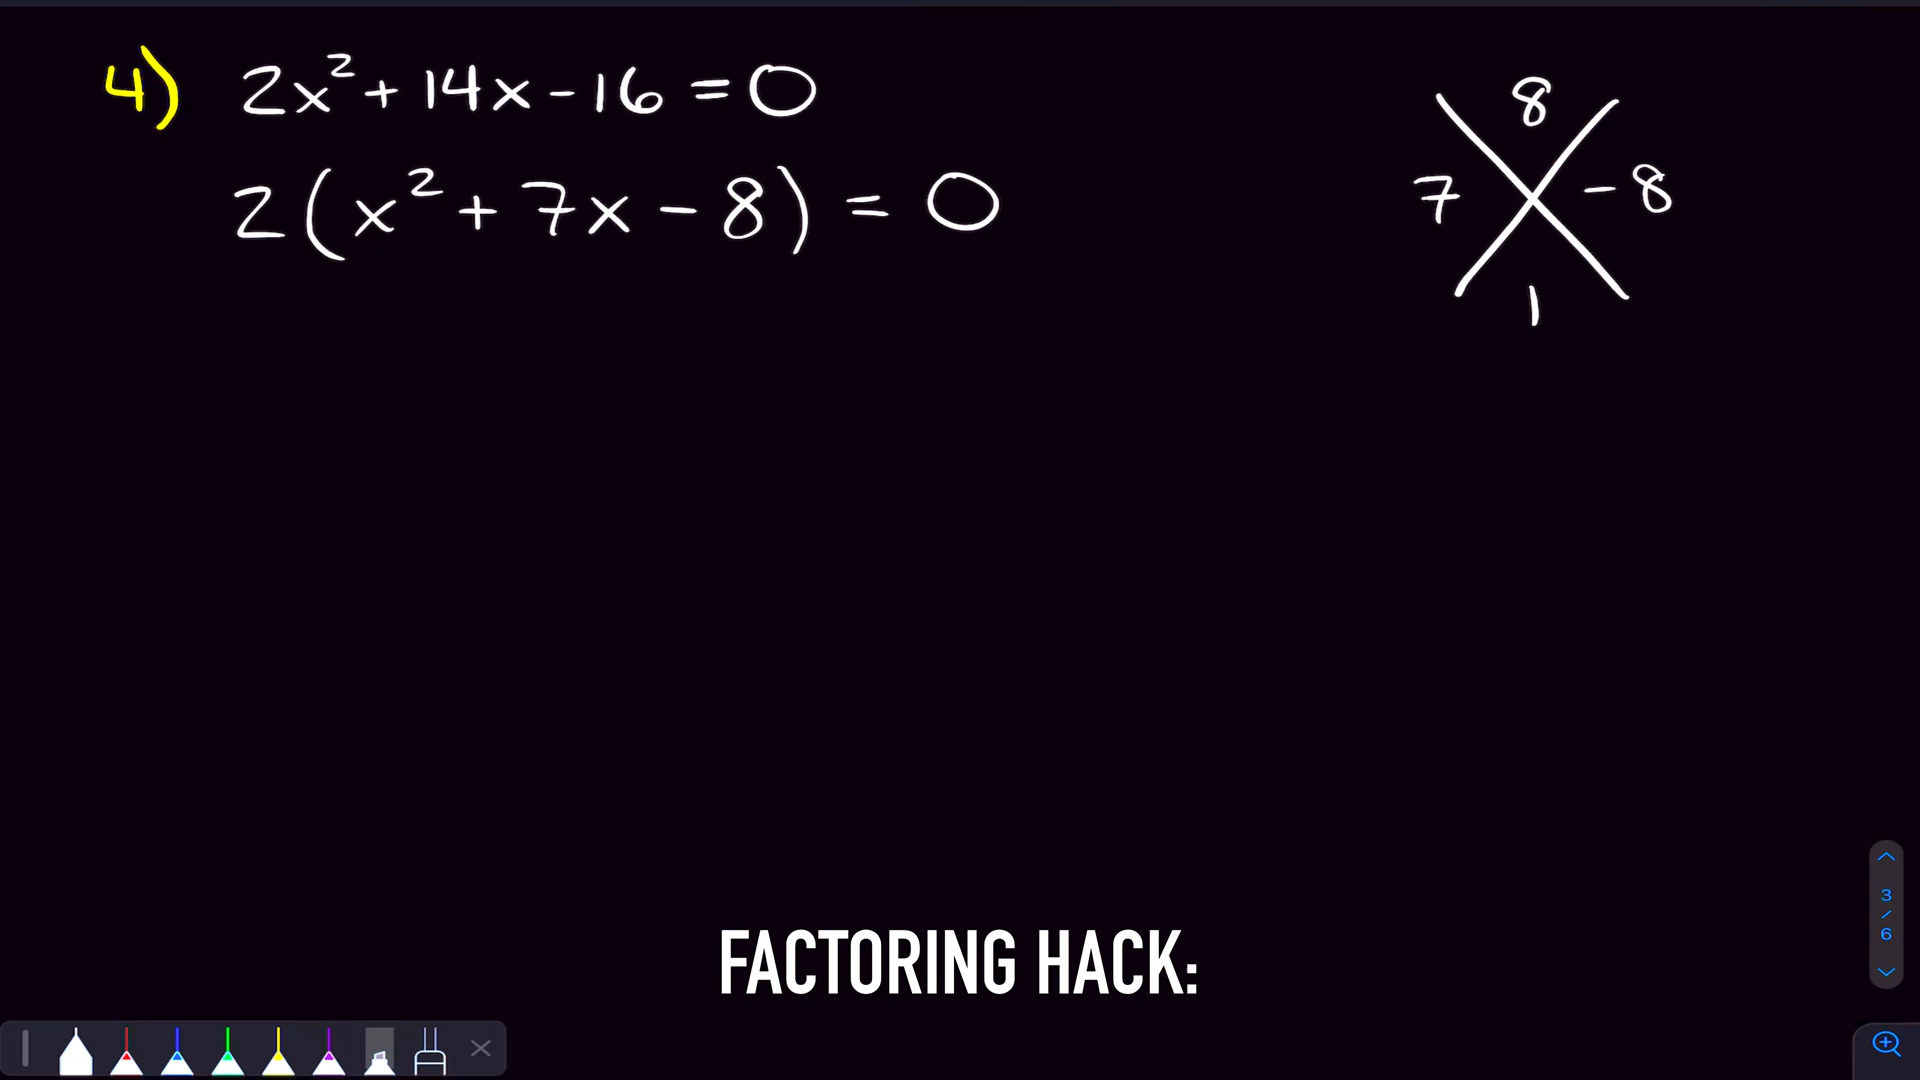 4) 2x² + 14x - 16 = 0
2(x² + 7x - 8) = 0
8
7 - 8
1
3
/
6
FACTORING HACK: